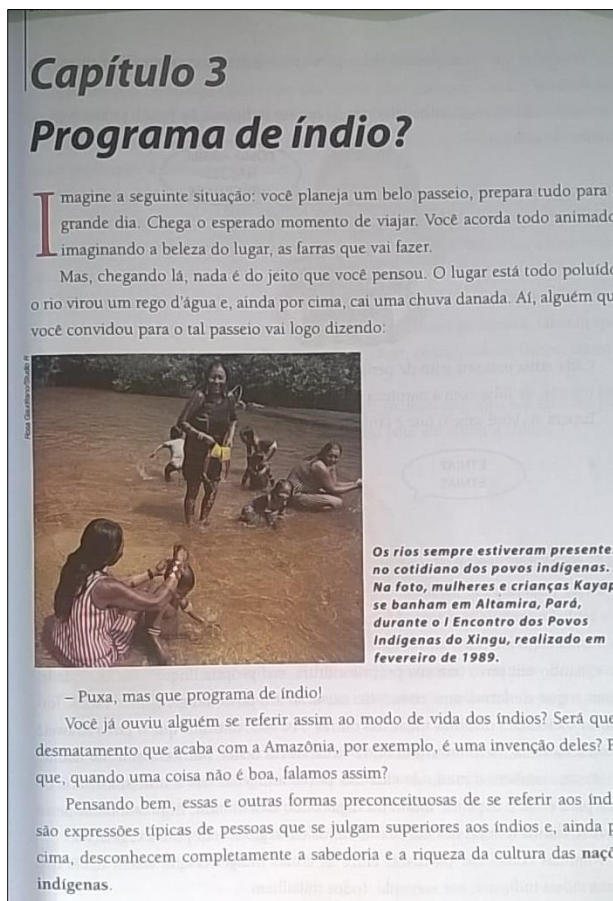 Capítulo 3
Programa de índio?
Imagine a seguinte situação: você planeja um belo passeio, prepara tudo para
grande dia. Chega o esperado momento de viajar. Você acorda todo animado
imaginando a beleza do lugar, as farras que vai fazer.
Mas, chegando lá, nada é do jeito que você pensou. O lugar está todo poluído
o rio virou um rego d'água e, ainda por cima, cai uma chuva danada. Aí, alguém qu
você convidou para o tal passeio vai logo dizendo:
Rosa Gauditano/Studio R
Os rios sempre estiveram presente
no cotidiano dos povos indígenas.
Na foto, mulheres e crianças Kayap
se banham em Altamira, Pará,
durante o I Encontro dos Povos
Indígenas do Xingu, realizado em
fevereiro de 1989.
– Puxa, mas que programa de índio!
Você já ouviu alguém se referir assim ao modo de vida dos índios? Será que
desmatamento que acaba com a Amazônia, por exemplo, é uma invenção deles?
que, quando uma coisa não é boa, falamos assim?
Pensando bem, essas e outras formas preconceituosas de se referir aos índ
são expressões típicas de pessoas que se julgam superiores aos índios e, ainda p
cima, desconhecem completamente a sabedoria e a riqueza da cultura das naçõ
indígenas.